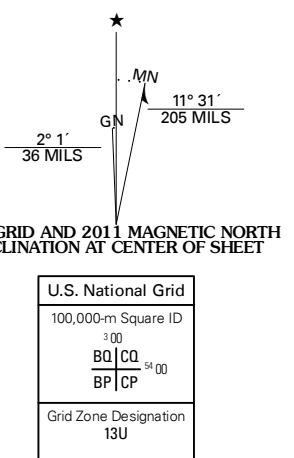 ★
MN
GN
11° 31´
205 MILS
2° 1´
36 MILS
GRID AND 2011 MAGNETIC NORTH
CLINATION AT CENTER OF SHEET
U.S. National Grid
100,000-m Square ID
3 00
BQ CQ
54 00
BP CP
Grid Zone Designation
13U